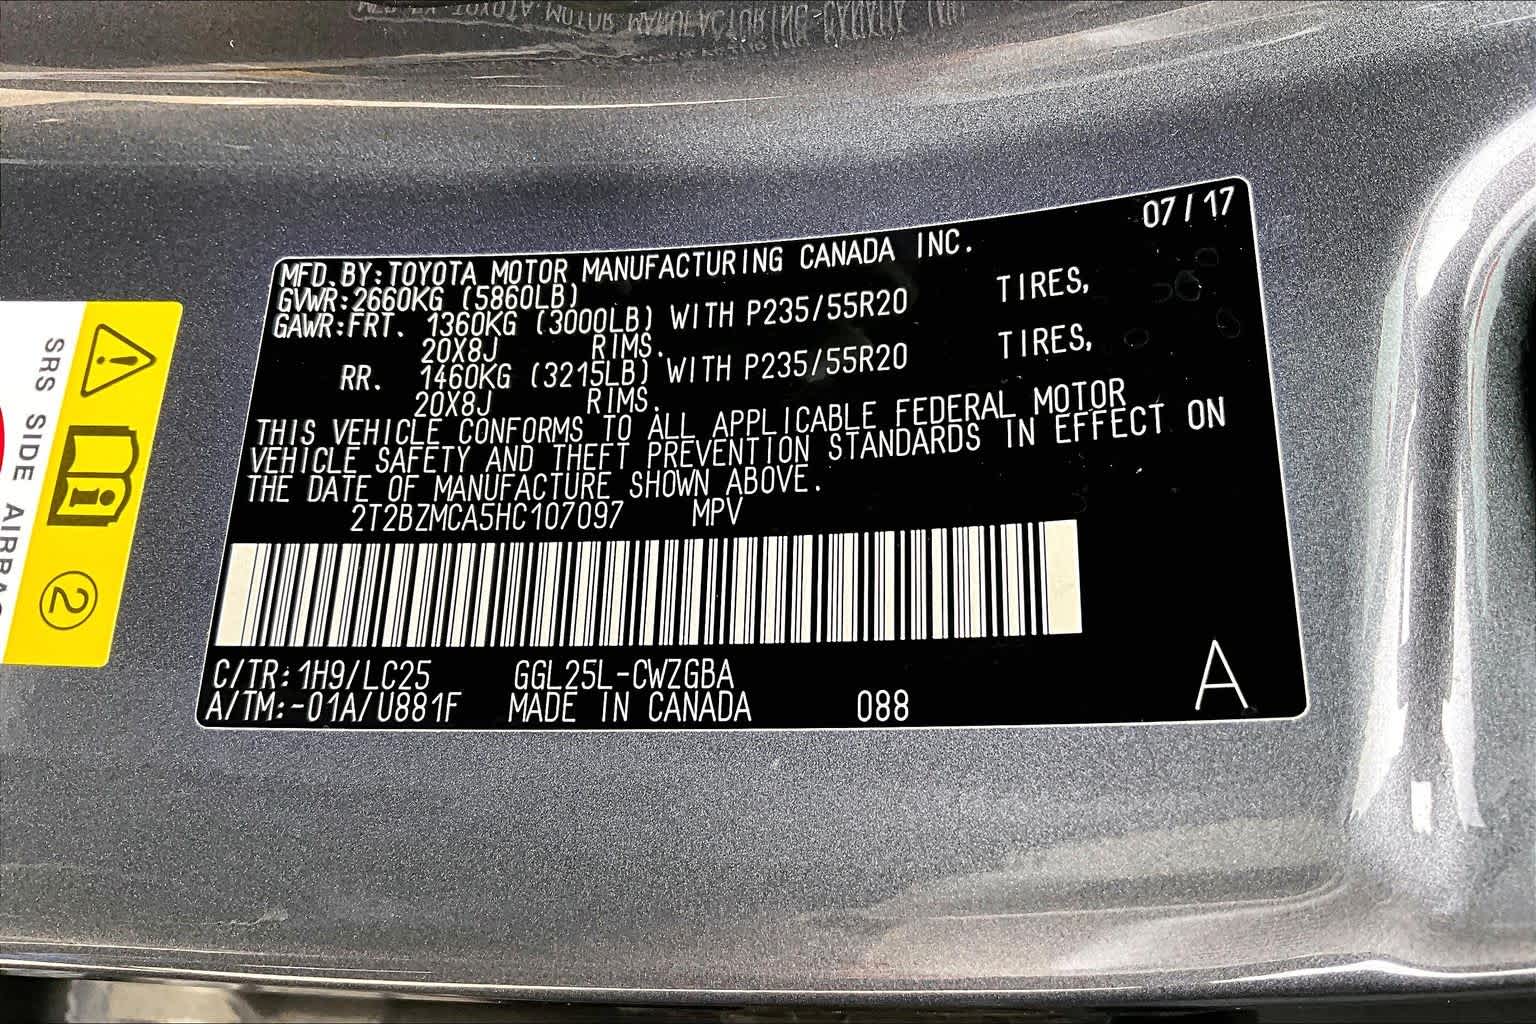 MFD. BY:TOYOTA MOTOR MANUFACTURING CANADA INC. 07/17
GVWR:2660KG (5860LB)
GAWR:FRT. 1360KG (3000LB) WITH P235/55R20 TIRES,
20X8J RIMS.
RR. 1460KG (3215LB) WITH P235/55R20 TIRES,
20X8J RIMS.
THIS VEHICLE CONFORMS TO ALL APPLICABLE FEDERAL MOTOR
VEHICLE SAFETY AND THEFT PREVENTION STANDARDS IN EFFECT ON
THE DATE OF MANUFACTURE SHOWN ABOVE.
2T2BZMCA5HC107097 MPV
C/TR:1H9/LC25 GGL25L-CWZGBA
A/TM:-01A/U881F MADE IN CANADA 088 A
SRS SIDE
2